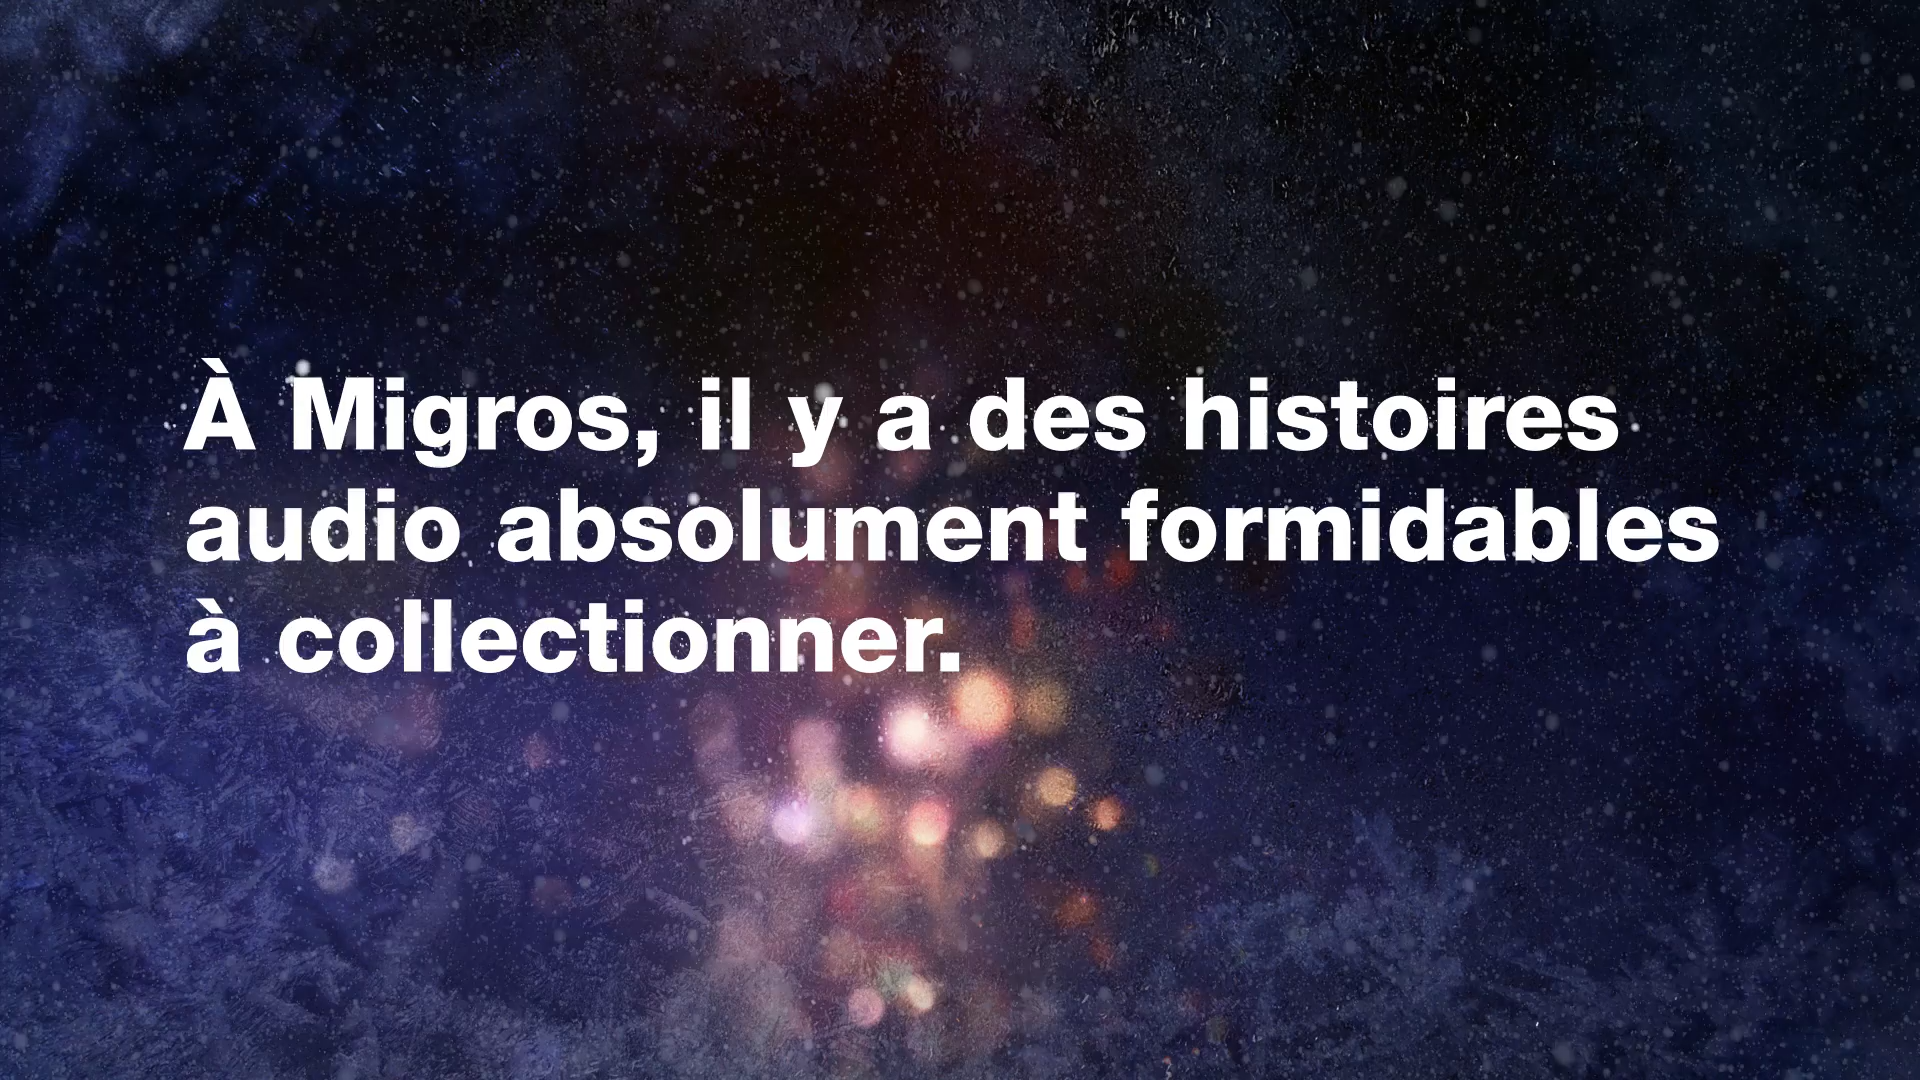 À Migros, il y a des histoires
audio absolument formidables
à collectionner.